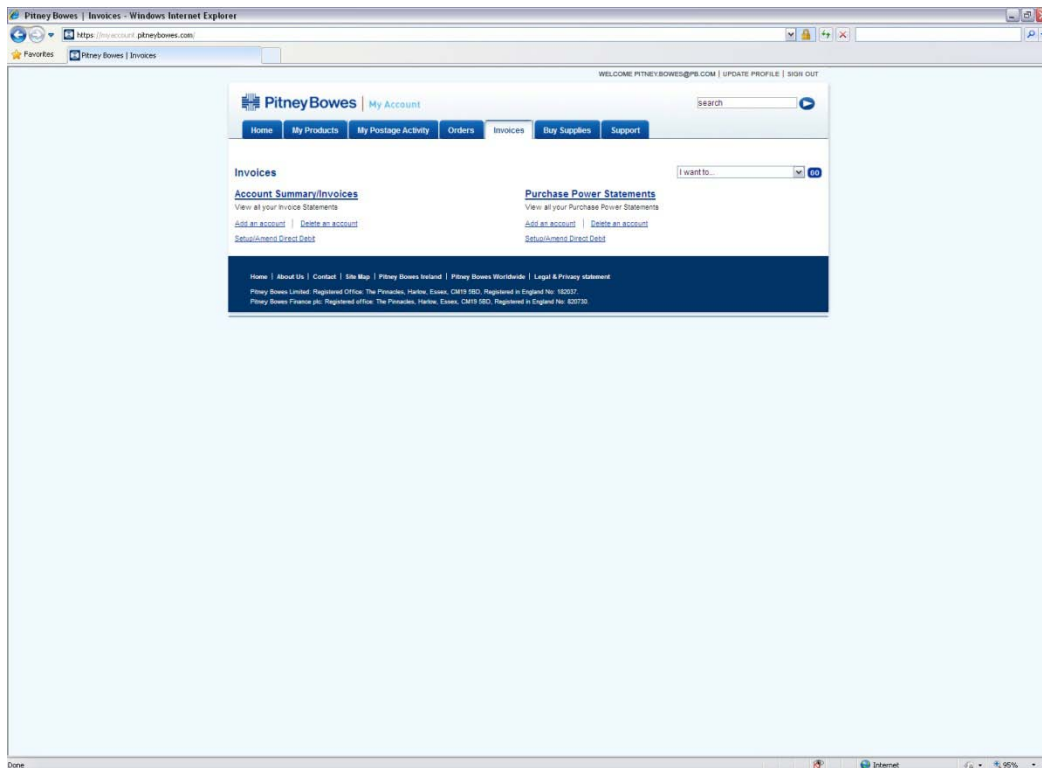 Pitney Bowes | Invoices - Windows Internet Explorer
https://myaccount.pitneybowes.com/
Favorites Pitney Bowes | Invoices
WELCOME PITNEY.BOWES@PB.COM | UPDATE PROFILE | SIGN OUT
Pitney Bowes | My Account
search
Home My Products My Postage Activity Orders Invoices Buy Supplies Support
Invoices
I want to... GO
Account Summary/Invoices Purchase Power Statements
View all your Invoice Statements View all your Purchase Power Statements
Add an account | Delete an account Add an account | Delete an account
Setup/Amend Direct Debit Setup/Amend Direct Debit
Home | About Us | Contact | Site Map | Pitney Bowes Ireland | Pitney Bowes Worldwide | Legal & Privacy statement
Pitney Bowes Limited: Registered Office: The Pinnacles, Harlow, Essex, CM19 5BD, Registered in England No: 182037.
Pitney Bowes Finance plc: Registered office: The Pinnacles, Harlow, Essex, CM19 5BD, Registered in England No: 820730.
Done Internet 95%